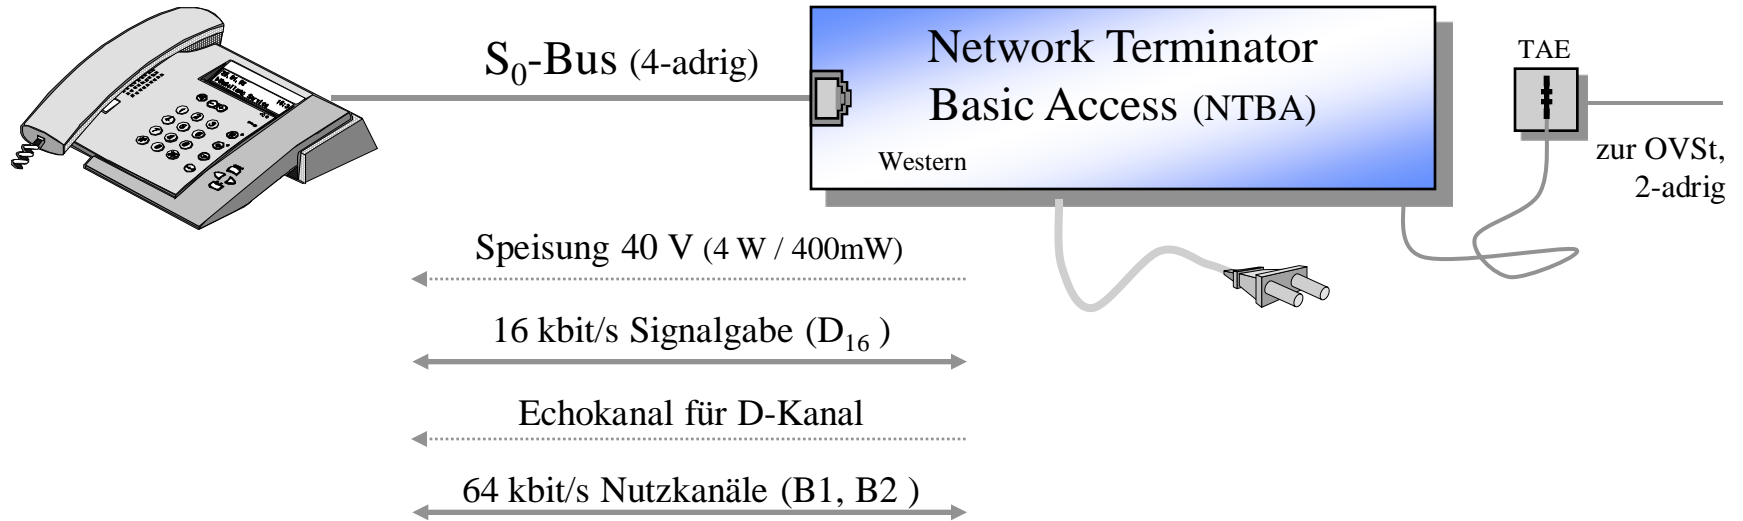 S₀-Bus (4-adrig)
Network Terminator
Basic Access (NTBA)
Western
TAE
zur OVSt,
2-adrig
Speisung 40 V (4 W / 400mW)
16 kbit/s Signalgabe (D₁₆ )
Echokanal für D-Kanal
64 kbit/s Nutzkanäle (B1, B2 )